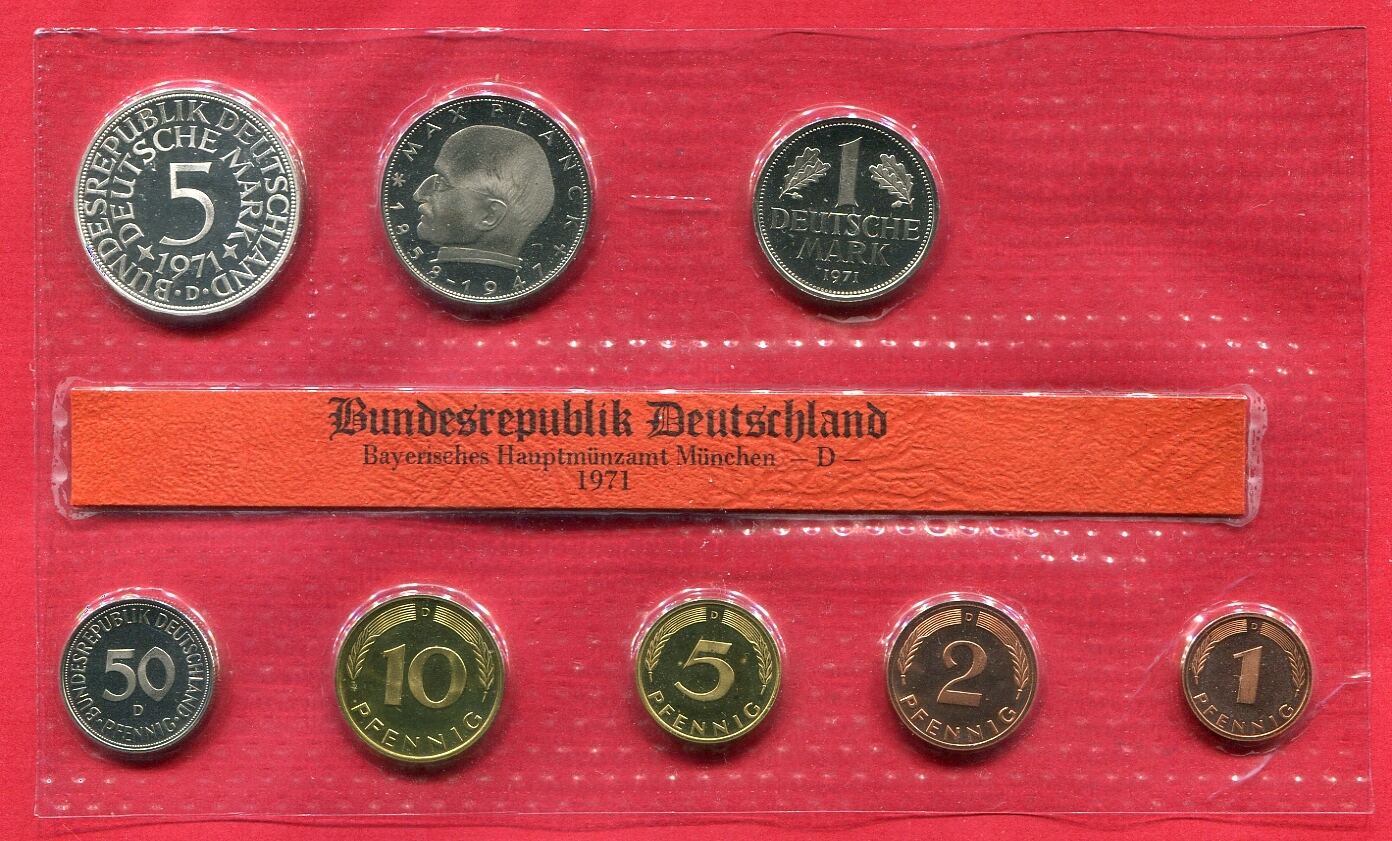 BUNDESREPUBLIK DEUTSCHLAND
DEUTSCHE MARK
5
1971
· D ·
MAX PLANCK
1858-1947
1
DEUTSCHE
MARK
1971
Bundesrepublik Deutschland
Bayerisches Hauptmünzamt München – D –
1971
BUNDESREPUBLIK DEUTSCHLAND
50
D
PFENNIG
D
10
PFENNIG
D
5
PFENNIG
D
2
PFENNIG
D
1
PFENNIG